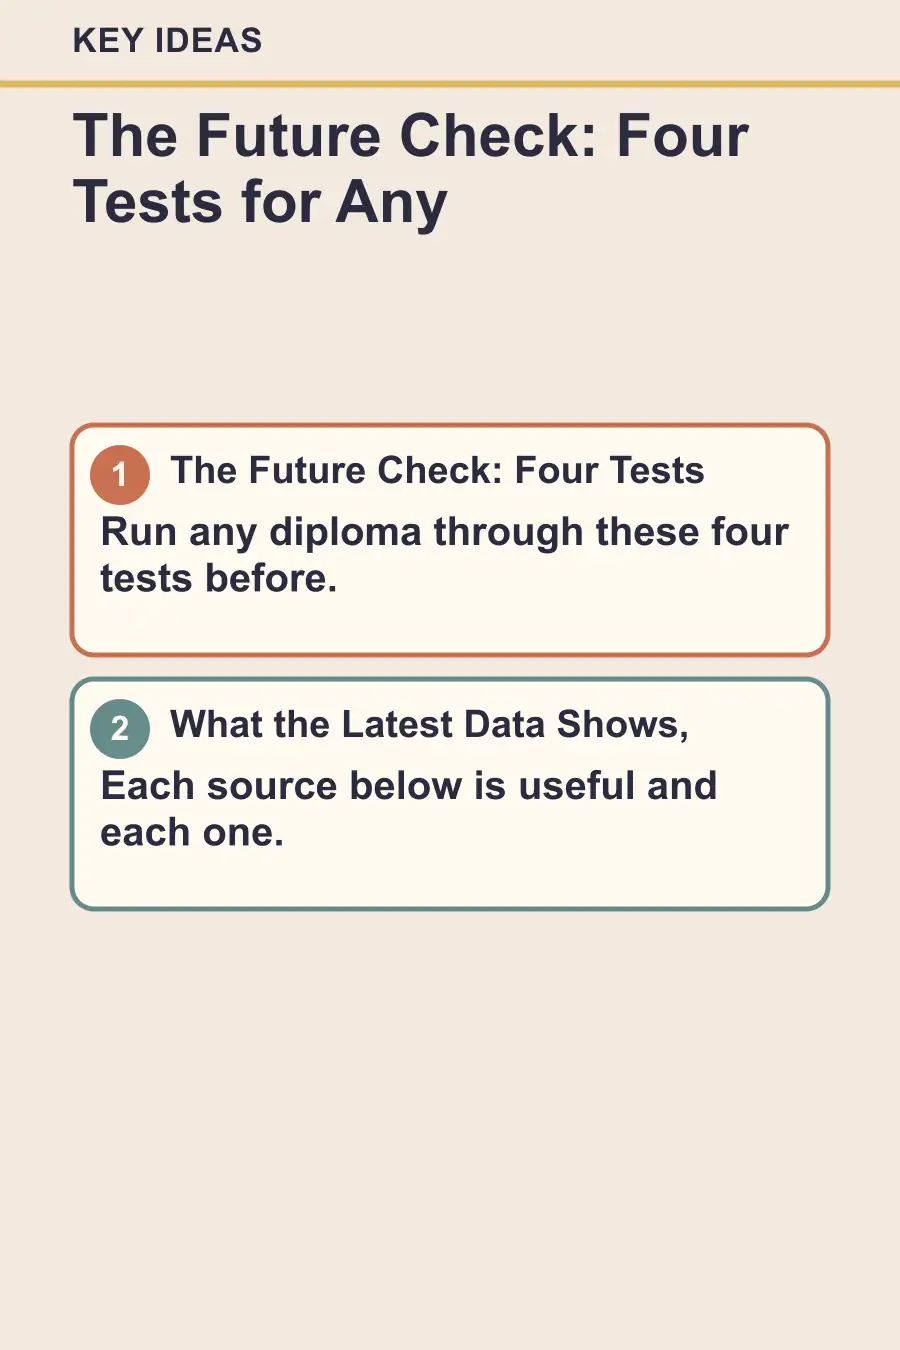 KEY IDEAS
The Future Check: Four
Tests for Any
1 The Future Check: Four Tests
Run any diploma through these four
tests before.
2 What the Latest Data Shows,
Each source below is useful and
each one.